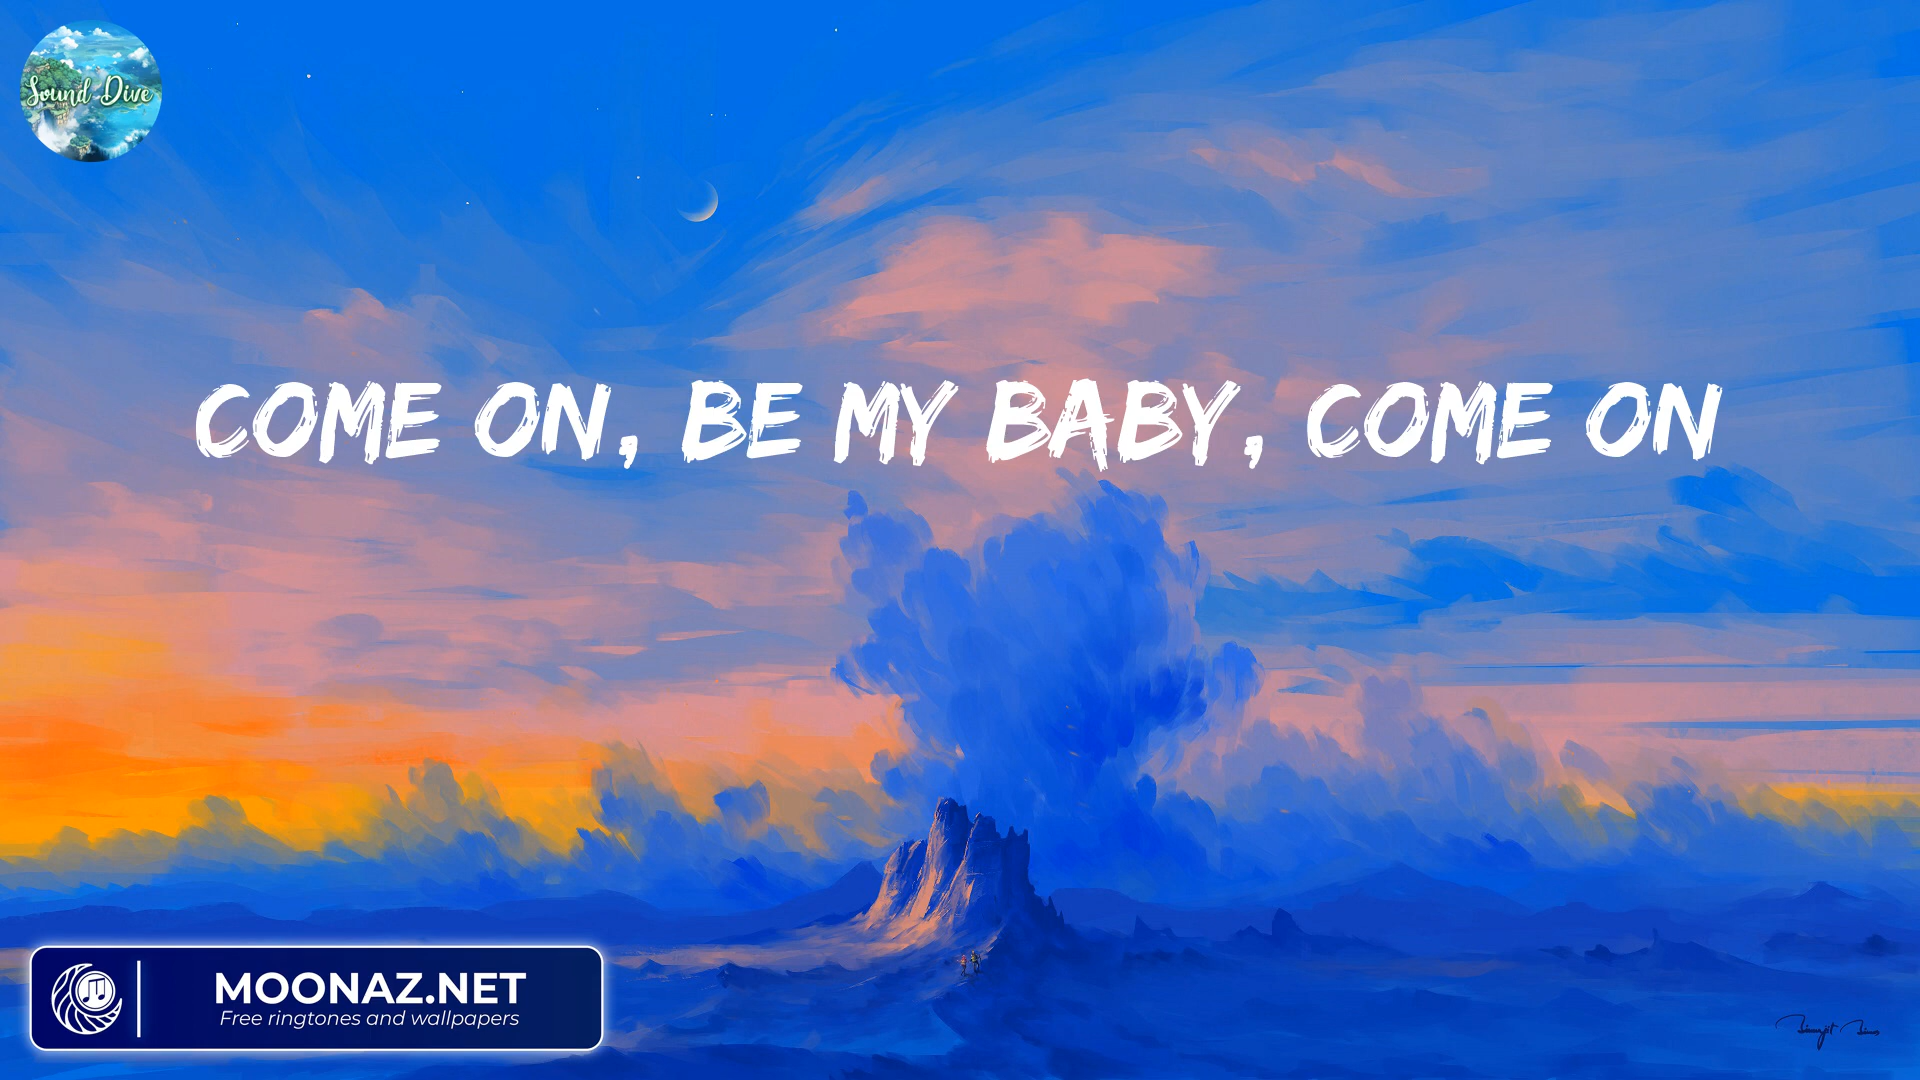 Sound Dive
COME ON, BE MY BABY, COME ON
MOONAZ.NET
Free ringtones and wallpapers